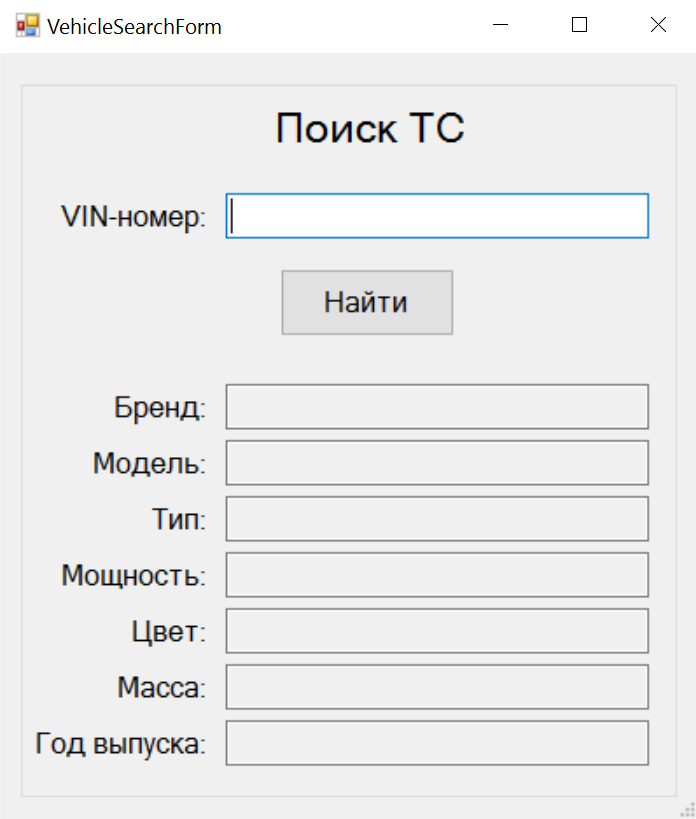 VehicleSearchForm
Поиск ТС
VIN-номер:
Найти
Бренд:
Модель:
Тип:
Мощность:
Цвет:
Масса:
Год выпуска: